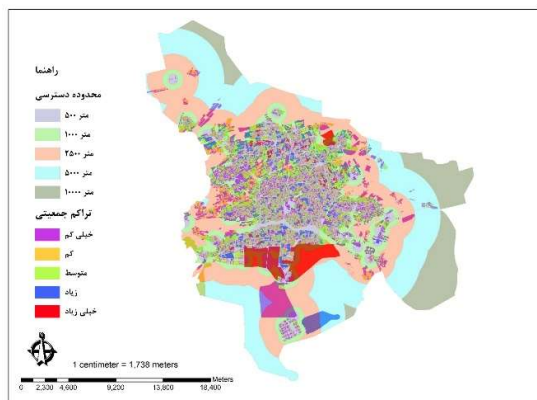 راهنما
محدوده دسترسی
۵۰۰ متر
۱۰۰۰ متر
۲۵۰۰ متر
۵۰۰۰ متر
۱۰۰۰۰ متر
تراکم جمعیتی
خیلی کم
کم
متوسط
زیاد
خیلی زیاد
1 centimeter = 1,738 meters
Meters
0 2,300 4,600 9,200 13,800 18,400